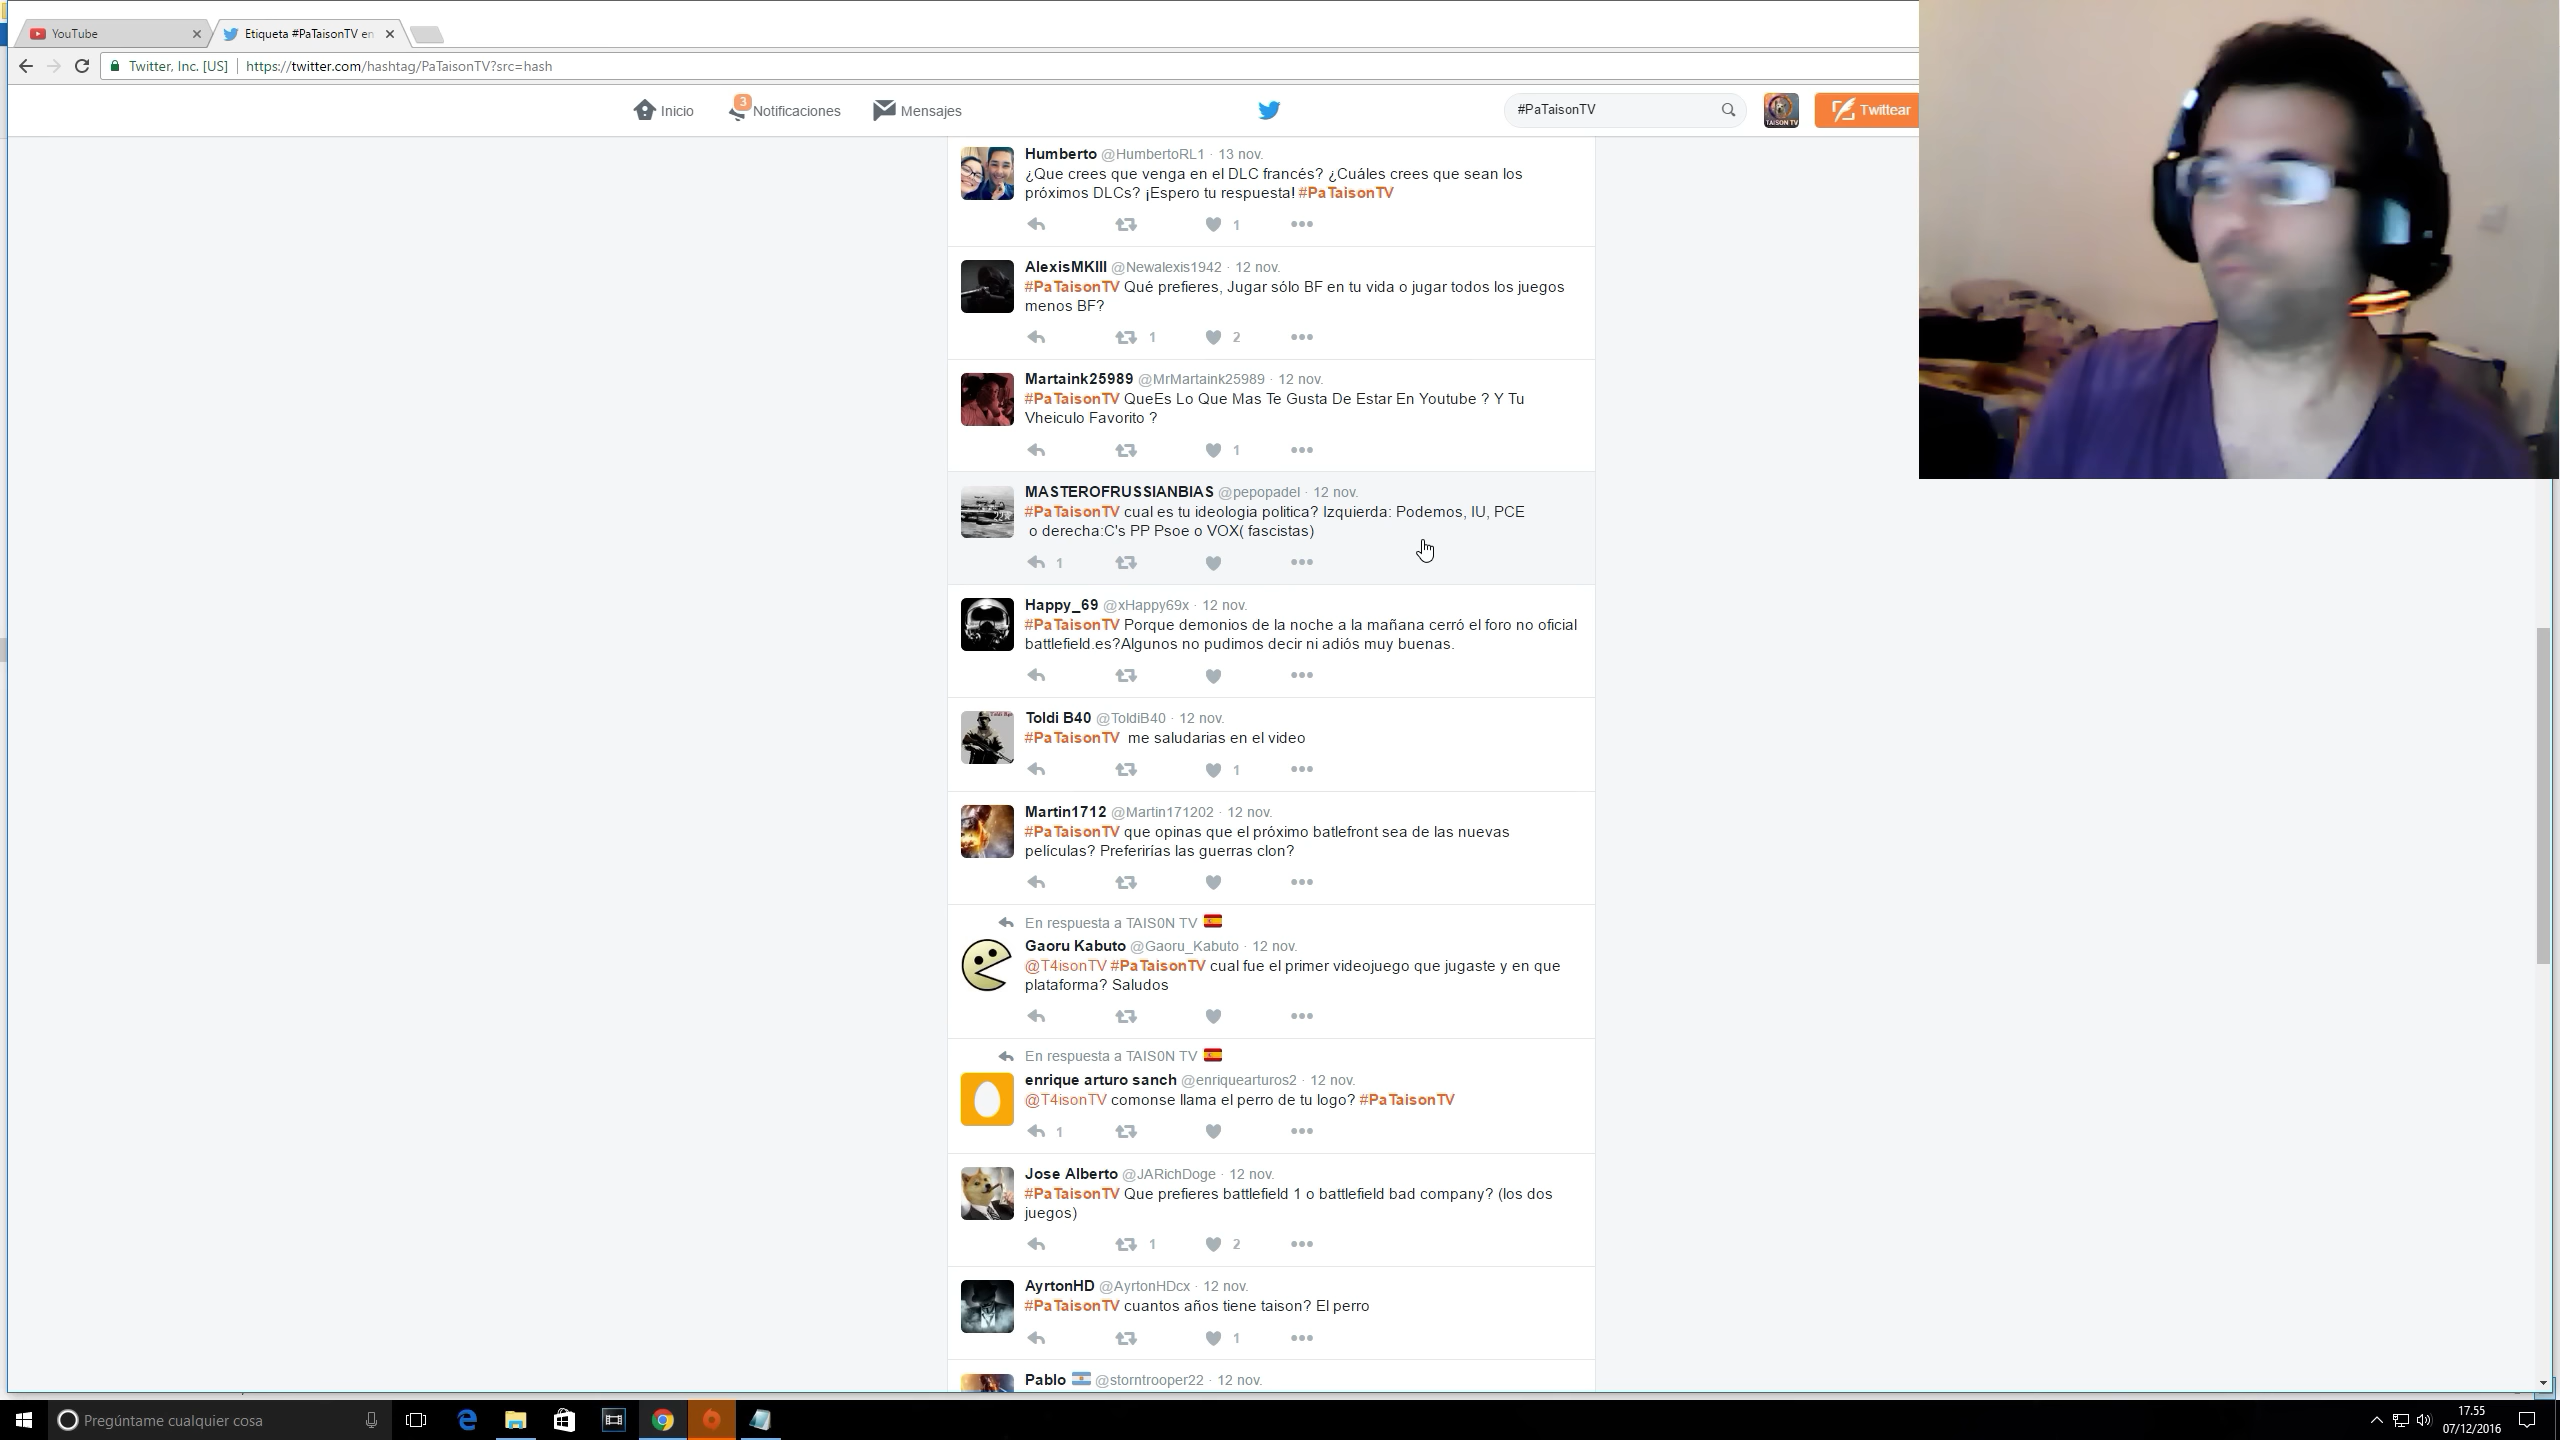 YouTube
Etiqueta #PaTaisonTV en
Twitter, Inc. [US]
https://twitter.com/hashtag/PaTaisonTV?src=hash
Inicio
3
Notificaciones
Mensajes
#PaTaisonTV
TAISON TV
Twittear
Humberto @HumbertoRL1 · 13 nov.
¿Que crees que venga en el DLC francés? ¿Cuáles crees que sean los
próximos DLCs? ¡Espero tu respuesta! #PaTaisonTV
1
AlexisMKIII @Newalexis1942 · 12 nov.
#PaTaisonTV Qué prefieres, Jugar sólo BF en tu vida o jugar todos los juegos
menos BF?
1 2
Martaink25989 @MrMartaink25989 · 12 nov.
#PaTaisonTV QueEs Lo Que Mas Te Gusta De Estar En Youtube ? Y Tu
Vheiculo Favorito ?
1
MASTEROFRUSSIANBIAS @pepopadel · 12 nov.
#PaTaisonTV cual es tu ideologia politica? Izquierda: Podemos, IU, PCE
o derecha:C's PP Psoe o VOX( fascistas)
1
Happy_69 @xHappy69x · 12 nov.
#PaTaisonTV Porque demonios de la noche a la mañana cerró el foro no oficial
battlefield.es?Algunos no pudimos decir ni adiós muy buenas.
Toldi B40 @ToldiB40 · 12 nov.
#PaTaisonTV me saludarias en el video
1
Martin1712 @Martin171202 · 12 nov.
#PaTaisonTV que opinas que el próximo batlefront sea de las nuevas
películas? Preferirías las guerras clon?
En respuesta a TAIS0N TV
Gaoru Kabuto @Gaoru_Kabuto · 12 nov.
@T4isonTV #PaTaisonTV cual fue el primer videojuego que jugaste y en que
plataforma? Saludos
En respuesta a TAIS0N TV
enrique arturo sanch @enriquearturos2 · 12 nov.
@T4isonTV comonse llama el perro de tu logo? #PaTaisonTV
1
Jose Alberto @JARichDoge · 12 nov.
#PaTaisonTV Que prefieres battlefield 1 o battlefield bad company? (los dos
juegos)
1 2
AyrtonHD @AyrtonHDcx · 12 nov.
#PaTaisonTV cuantos años tiene taison? El perro
1
Pablo @storntrooper22 · 12 nov.
Pregúntame cualquier cosa
17.55
07/12/2016